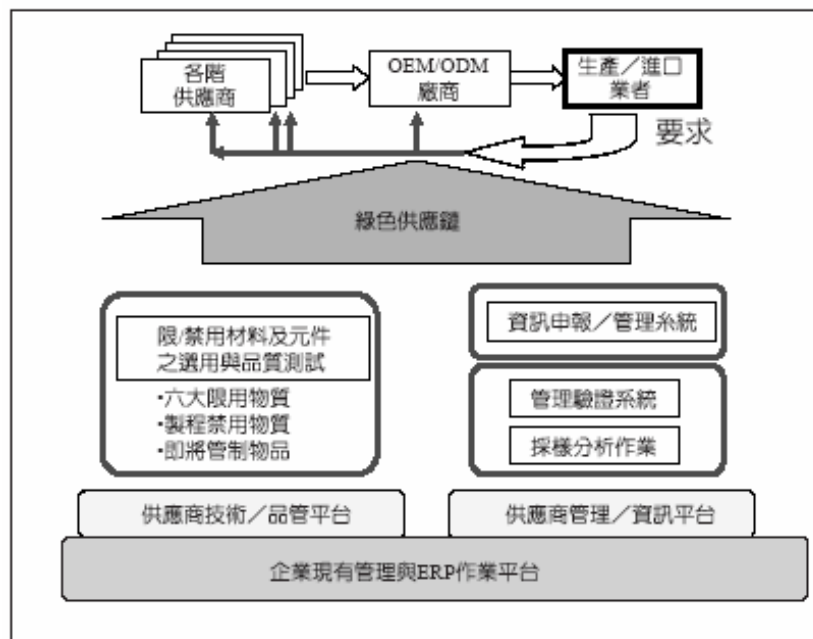 各階
供應商
OEM/ODM
廠商
生產／進口
業者
要求
綠色供應鏈
限/禁用材料及元件
之選用與品質測試
•六大限用物質
•製程禁用物質
•即將管制物品
資訊申報／管理系統
管理驗證系統
採樣分析作業
供應商技術／品管平台
供應商管理／資訊平台
企業現有管理與ERP作業平台